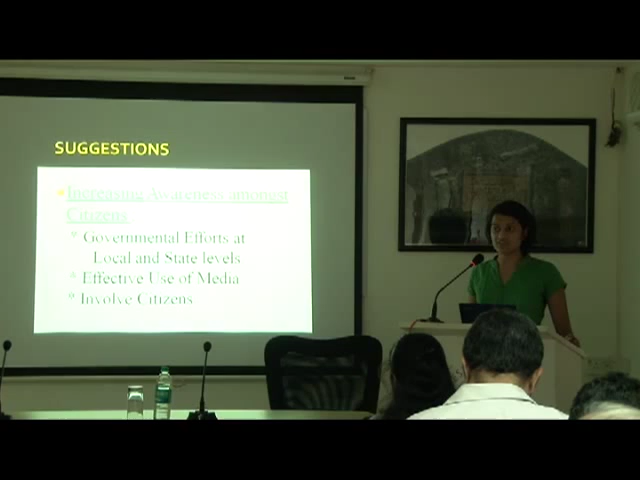 SUGGESTIONS
Increasing Awareness amongst
Citizens
Governmental Efforts at
Local and State levels
Effective Use of Media
Involve Citizens